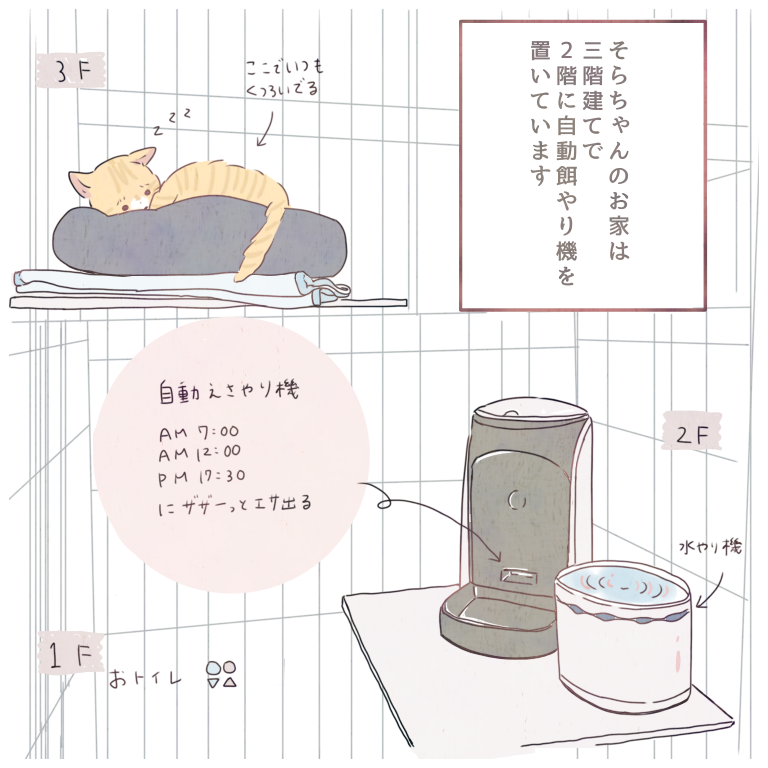 そらちゃんのお家は
三階建てで
２階に自動餌やり機を
置いています
3F
ここでいつも
くつろいでる
zzz
自動えさやり機
AM 7:00
AM 12:00
PM 17:30
にザザーっとエサ出る
2F
水やり機
1F
おトイレ